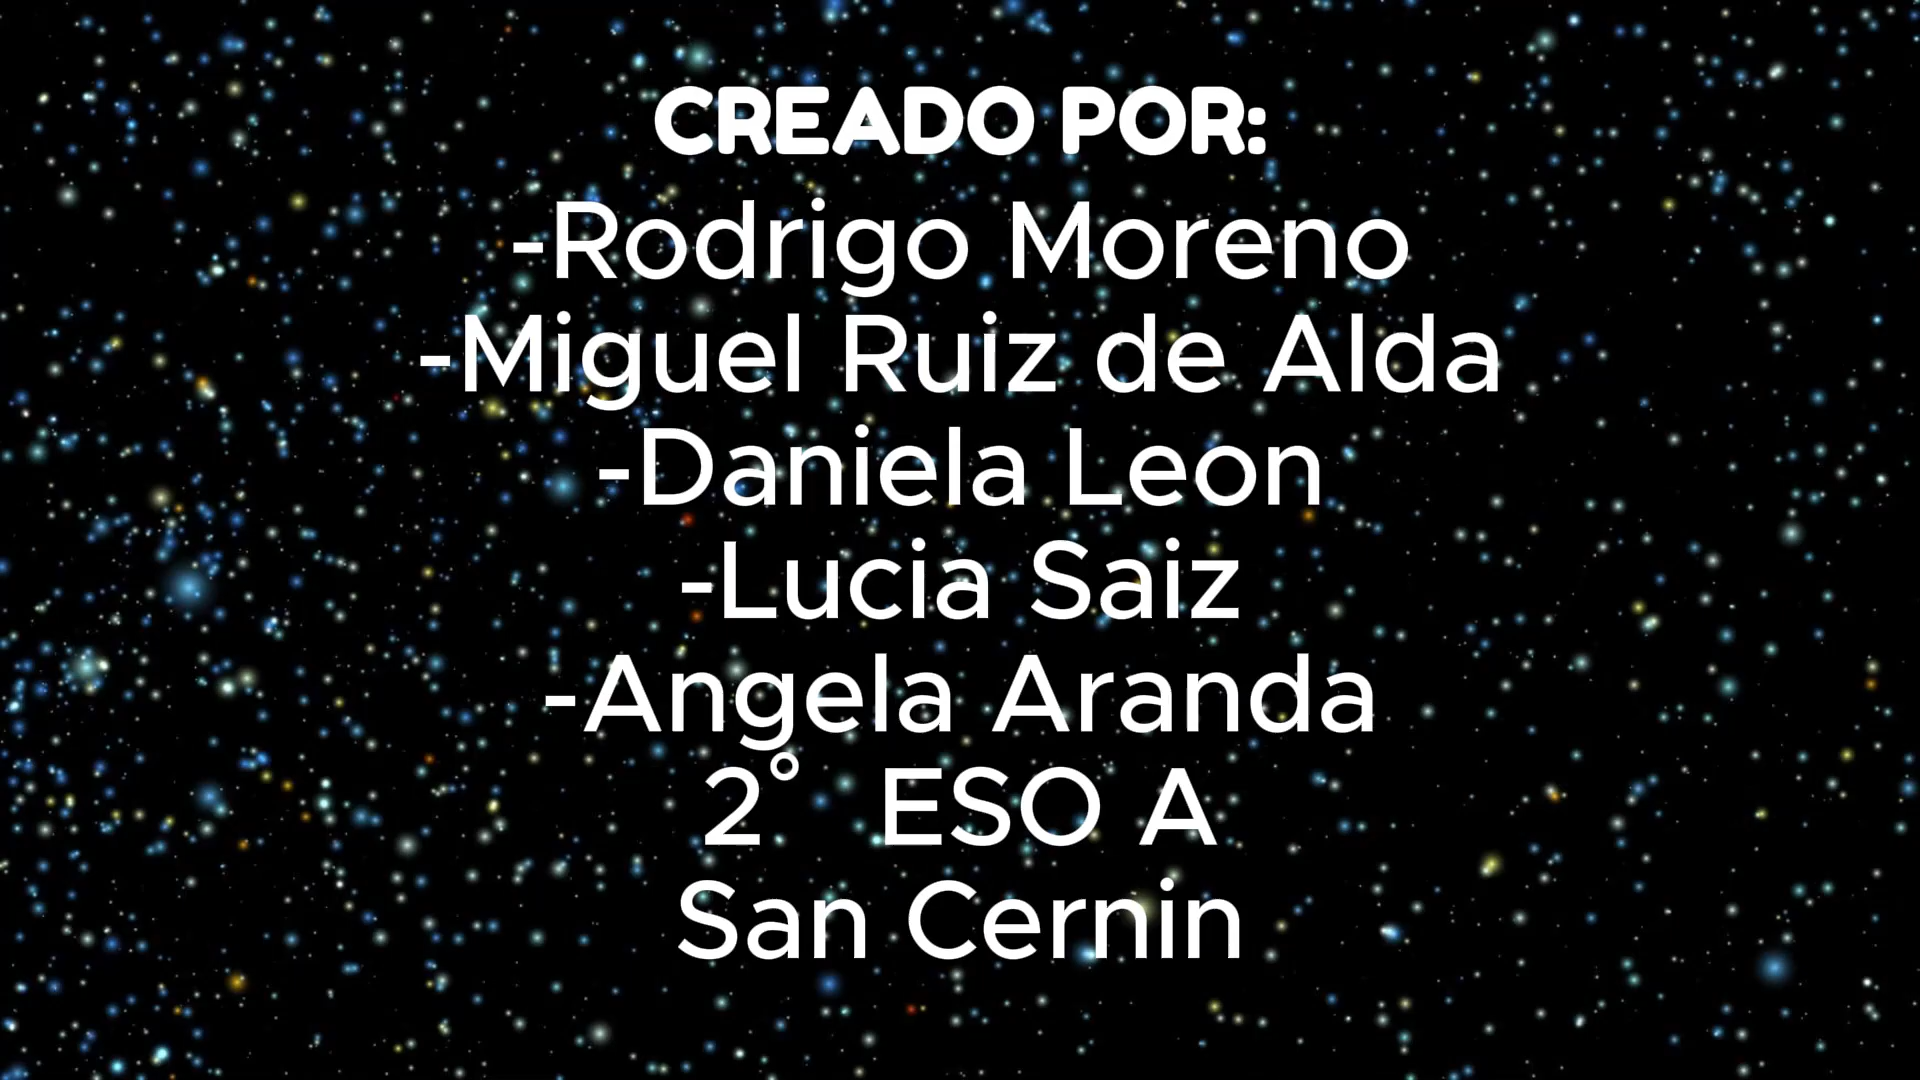 CREADO POR:
-Rodrigo Moreno
-Miguel Ruiz de Alda
-Daniela Leon
-Lucia Saiz
-Angela Aranda
2° ESO A
San Cernin